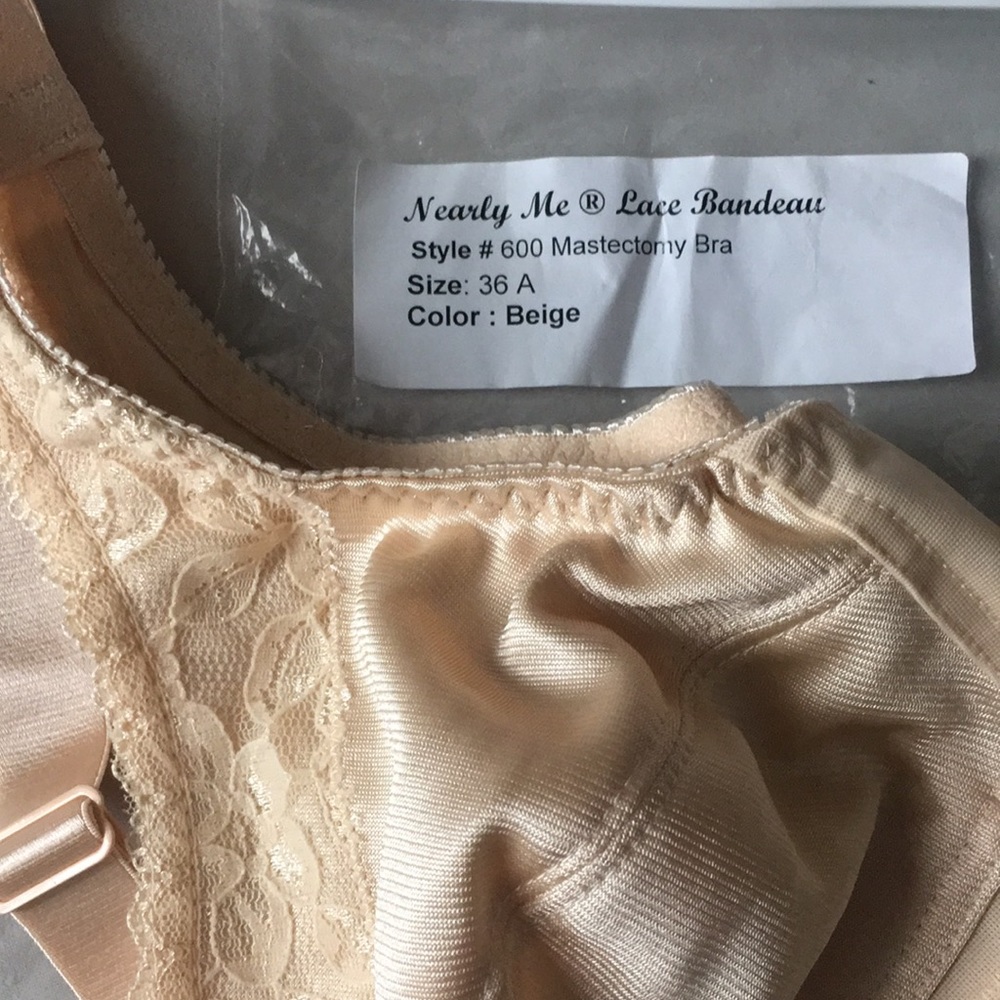 Nearly Me ® Lace Bandeau
Style # 600 Mastectomy Bra
Size: 36 A
Color : Beige